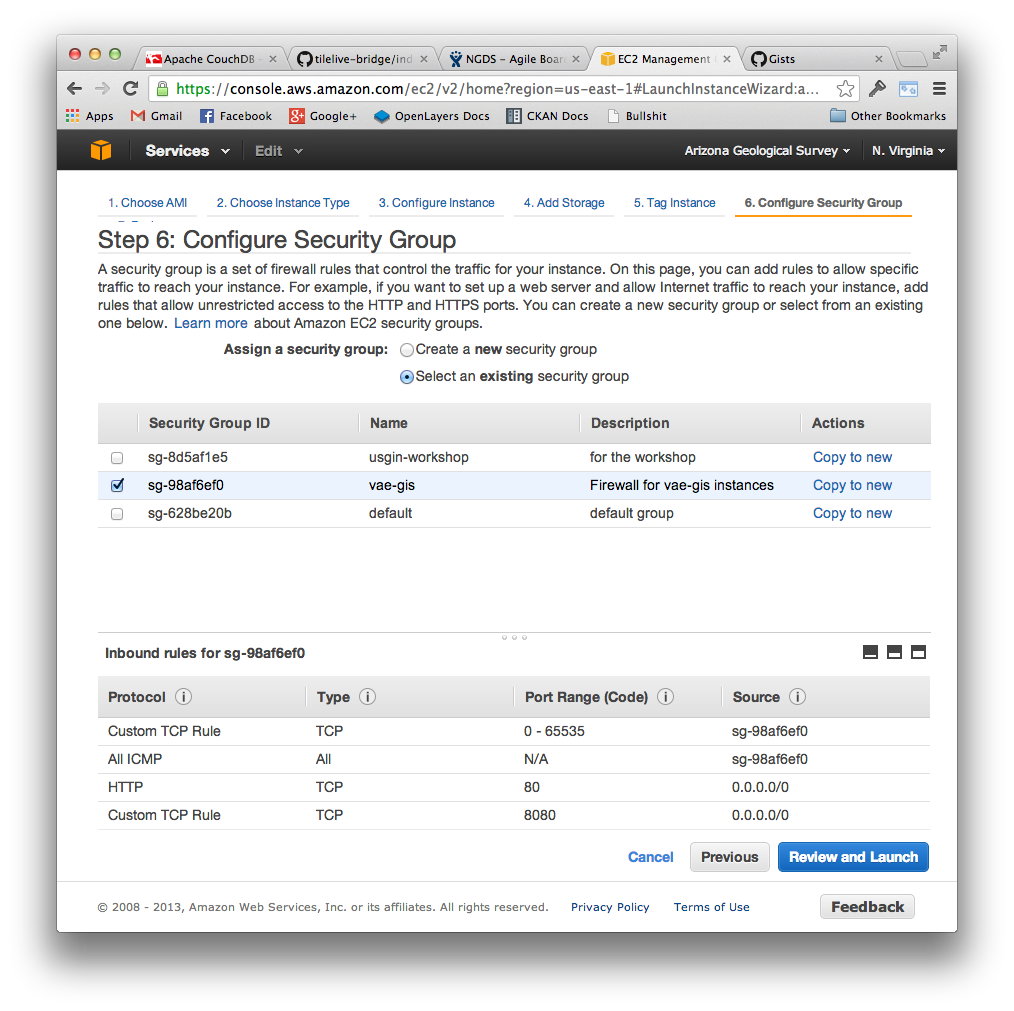 Apache CouchDB -
tilelive-bridge/ind
NGDS – Agile Boar
EC2 Management
Gists
https://console.aws.amazon.com/ec2/v2/home?region=us-east-1#LaunchInstanceWizard:a...
Apps Gmail Facebook Google+ OpenLayers Docs CKAN Docs Bullshit Other Bookmarks
Services Edit Arizona Geological Survey N. Virginia
1. Choose AMI 2. Choose Instance Type 3. Configure Instance 4. Add Storage 5. Tag Instance 6. Configure Security Group
Step 6: Configure Security Group
A security group is a set of firewall rules that control the traffic for your instance. On this page, you can add rules to allow specific
traffic to reach your instance. For example, if you want to set up a web server and allow Internet traffic to reach your instance, add
rules that allow unrestricted access to the HTTP and HTTPS ports. You can create a new security group or select from an existing
one below. Learn more about Amazon EC2 security groups.
Assign a security group: Create a new security group
Select an existing security group
Security Group ID Name Description Actions
sg-8d5af1e5 usgin-workshop for the workshop Copy to new
sg-98af6ef0 vae-gis Firewall for vae-gis instances Copy to new
sg-628be20b default default group Copy to new
Inbound rules for sg-98af6ef0
Protocol i Type i Port Range (Code) i Source i
Custom TCP Rule TCP 0 - 65535 sg-98af6ef0
All ICMP All N/A sg-98af6ef0
HTTP TCP 80 0.0.0.0/0
Custom TCP Rule TCP 8080 0.0.0.0/0
Cancel Previous Review and Launch
© 2008 - 2013, Amazon Web Services, Inc. or its affiliates. All rights reserved. Privacy Policy Terms of Use Feedback